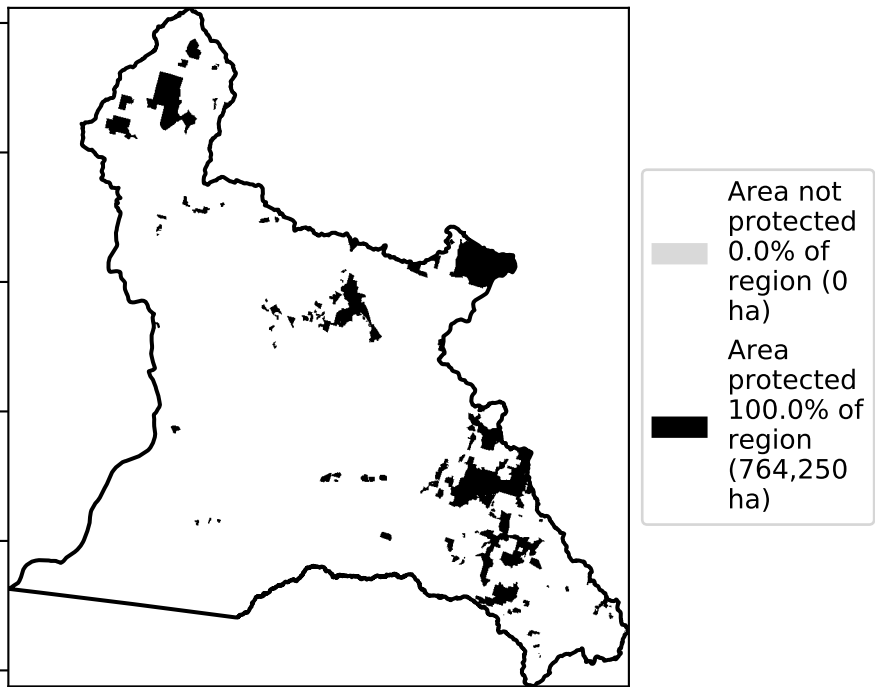 Area not
protected
0.0% of
region (0
ha)
Area
protected
100.0% of
region
(764,250
ha)